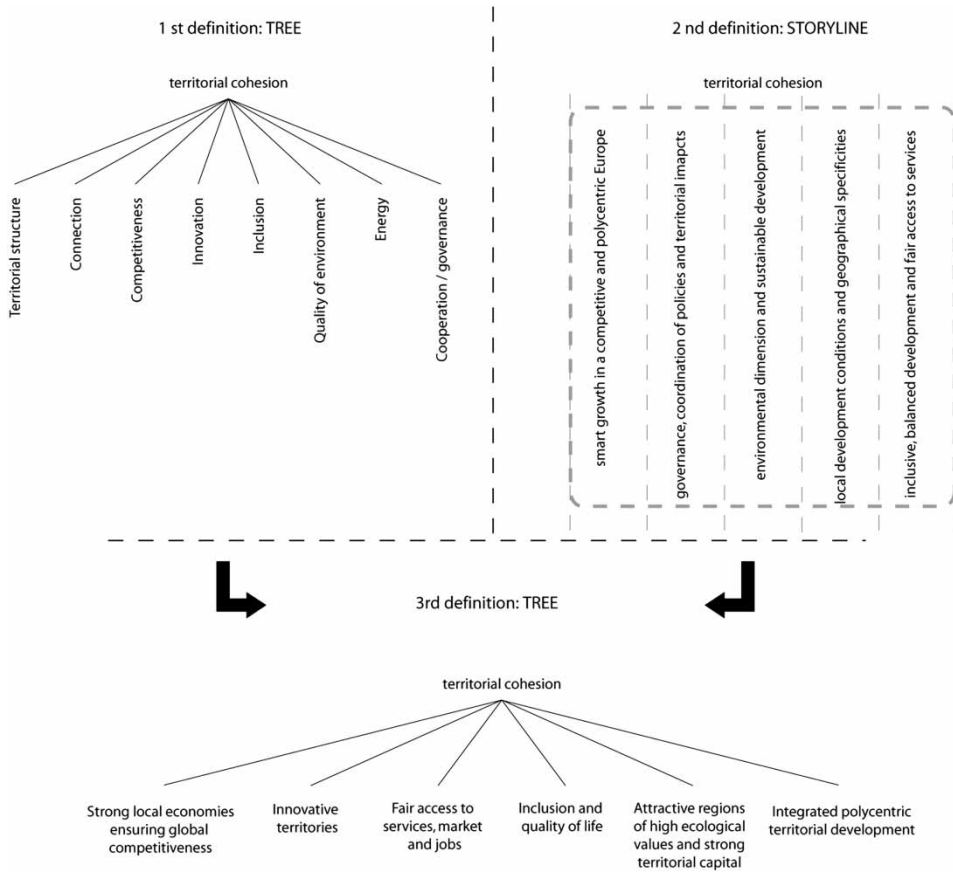 1 st definition: TREE
territorial cohesion
Territorial structure
Connection
Competitiveness
Innovation
Inclusion
Quality of environment
Energy
Cooperation / governance
2 nd definition: STORYLINE
territorial cohesion
smart growth in a competitive and polycentric Europe
governance, coordination of policies and territorial imapcts
environmental dimension and sustainable development
local development conditions and geographical specificities
inclusive, balanced development and fair access to services
3rd definition: TREE
territorial cohesion
Strong local economies
ensuring global
competitiveness
Innovative
territories
Fair access to
services, market
and jobs
Inclusion and
quality of life
Attractive regions
of high ecological
values and strong
territorial capital
Integrated polycentric
territorial development